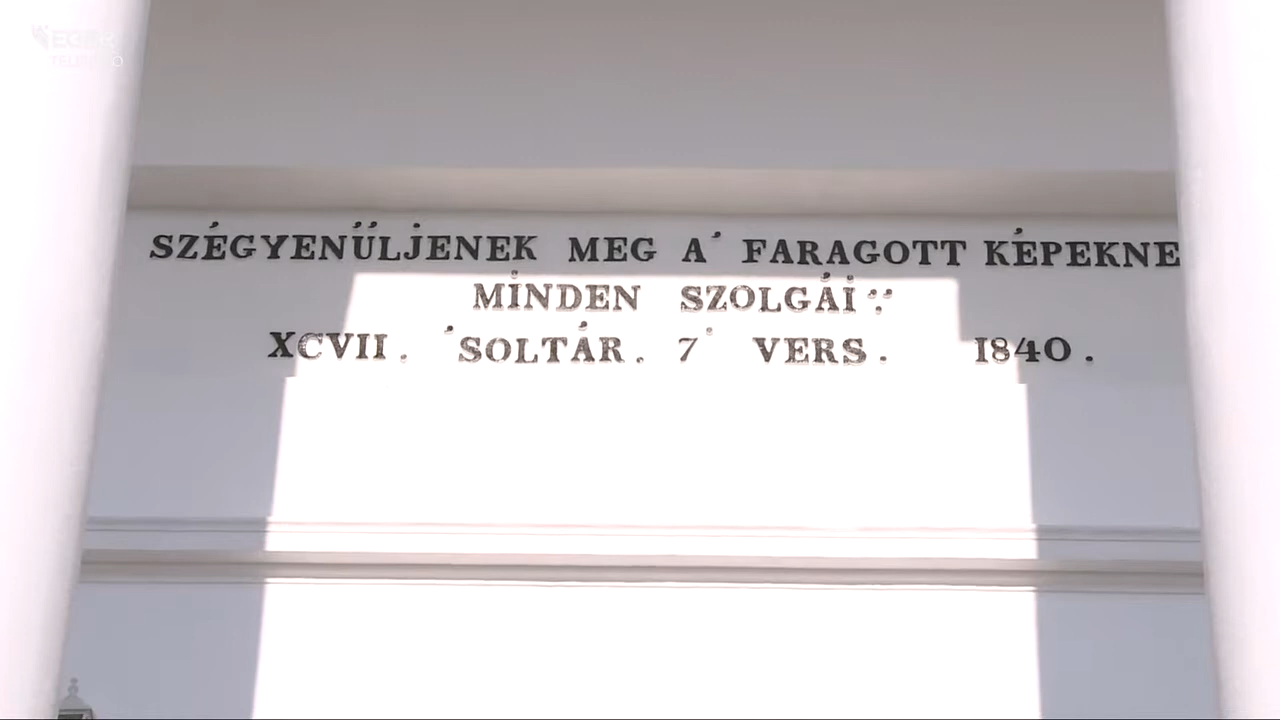 SZÉGYENŰLJENEK MEG A' FARAGOTT KÉPEKNE
MINDEN SZOLGÁI
XCVII. 'SOLTÁR. 7' VERS. 1840.